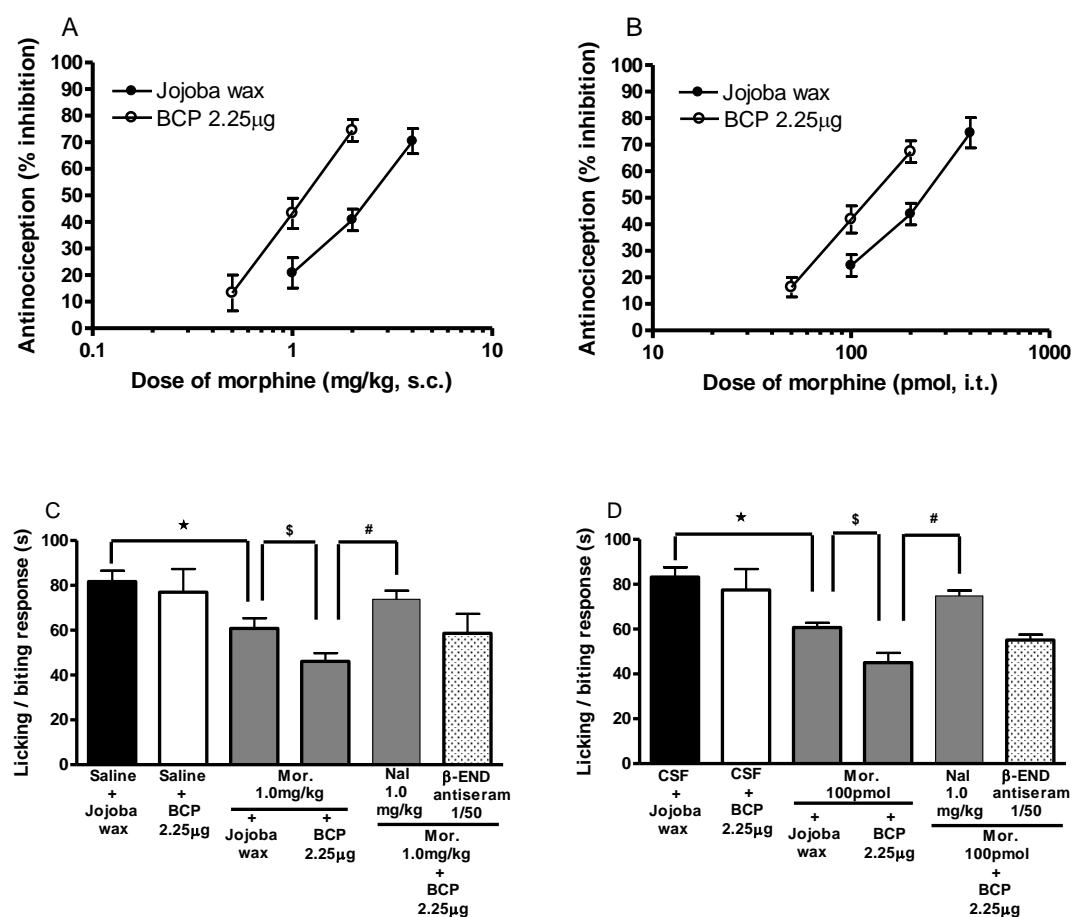 A
Antinociception (% inhibition)
100
90
80
70
60
50
40
30
20
10
0
Jojoba wax
BCP 2.25μg
0.1
1
10
Dose of morphine (mg/kg, s.c.)
B
Antinociception (% inhibition)
100
90
80
70
60
50
40
30
20
10
0
Jojoba wax
BCP 2.25μg
10
100
1000
Dose of morphine (pmol, i.t.)
C
Licking / biting response (s)
100
80
60
40
20
0
★
$
#
Saline
+
Jojoba
wax
Saline
+
BCP
2.25μg
Mor.
1.0mg/kg
+
Jojoba
wax
+
BCP
2.25μg
Nal
1.0
mg/kg
β-END
antiseram
1/50
Mor.
1.0mg/kg
+
BCP
2.25μg
D
Licking / biting response (s)
100
80
60
40
20
0
★
$
#
CSF
+
Jojoba
wax
CSF
+
BCP
2.25μg
Mor.
100pmol
+
Jojoba
wax
+
BCP
2.25μg
Nal
1.0
mg/kg
β-END
antiseram
1/50
Mor.
100pmol
+
BCP
2.25μg